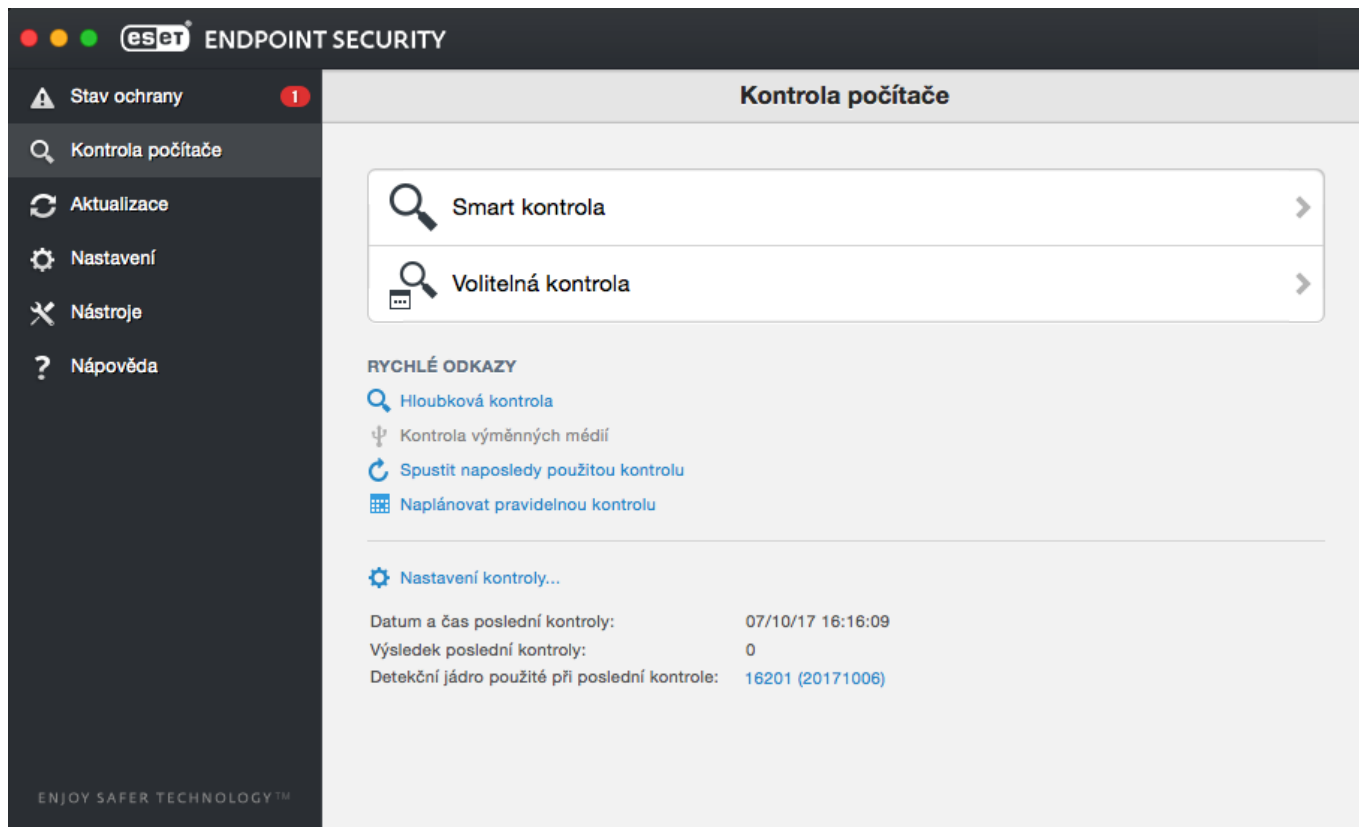 eset ENDPOINT SECURITY
Stav ochrany 1
Kontrola počítače
Aktualizace
Nastavení
Nástroje
Nápověda
ENJOY SAFER TECHNOLOGY™
Kontrola počítače
Smart kontrola
Volitelná kontrola
RYCHLÉ ODKAZY
Hloubková kontrola
Kontrola výměnných médií
Spustit naposledy použitou kontrolu
Naplánovat pravidelnou kontrolu
Nastavení kontroly...
Datum a čas poslední kontroly: 07/10/17 16:16:09
Výsledek poslední kontroly: 0
Detekční jádro použité při poslední kontrole: 16201 (20171006)